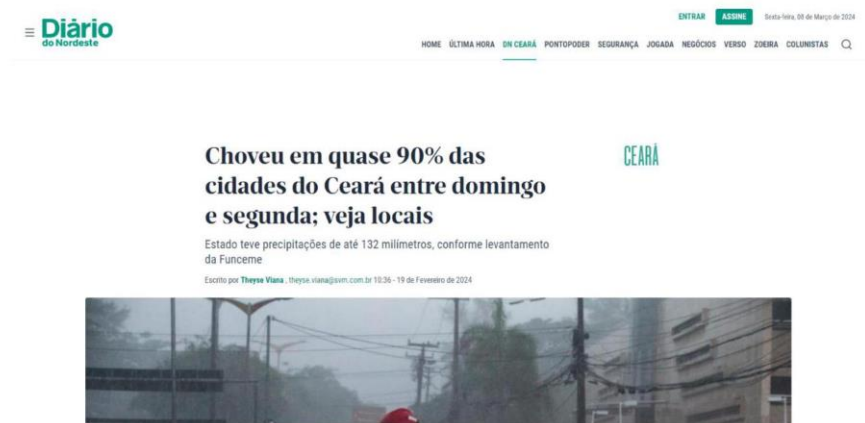 Diário
do Nordeste
ENTRAR ASSINE Sexta-feira, 08 de Março de 2024
HOME ÚLTIMA HORA DN CEARÁ PONTOPODER SEGURANÇA JOGADA NEGÓCIOS VERSO ZOEIRA COLUNISTAS
Choveu em quase 90% das
cidades do Ceará entre domingo
e segunda; veja locais
CEARÁ
Estado teve precipitações de até 132 milímetros, conforme levantamento
da Funceme
Escrito por Theyse Viana , theyse.viana@svm.com.br 10:36 - 19 de Fevereiro de 2024